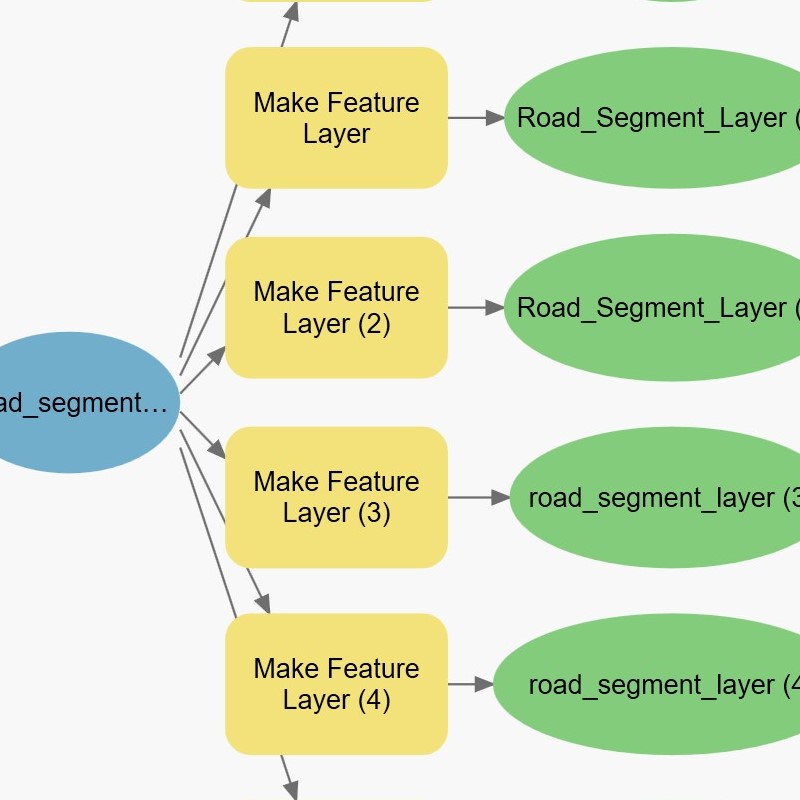 Make Feature
Layer
Road_Segment_Layer (
Make Feature
Layer (2)
Road_Segment_Layer (
ad_segment…
Make Feature
Layer (3)
road_segment_layer (3
Make Feature
Layer (4)
road_segment_layer (4